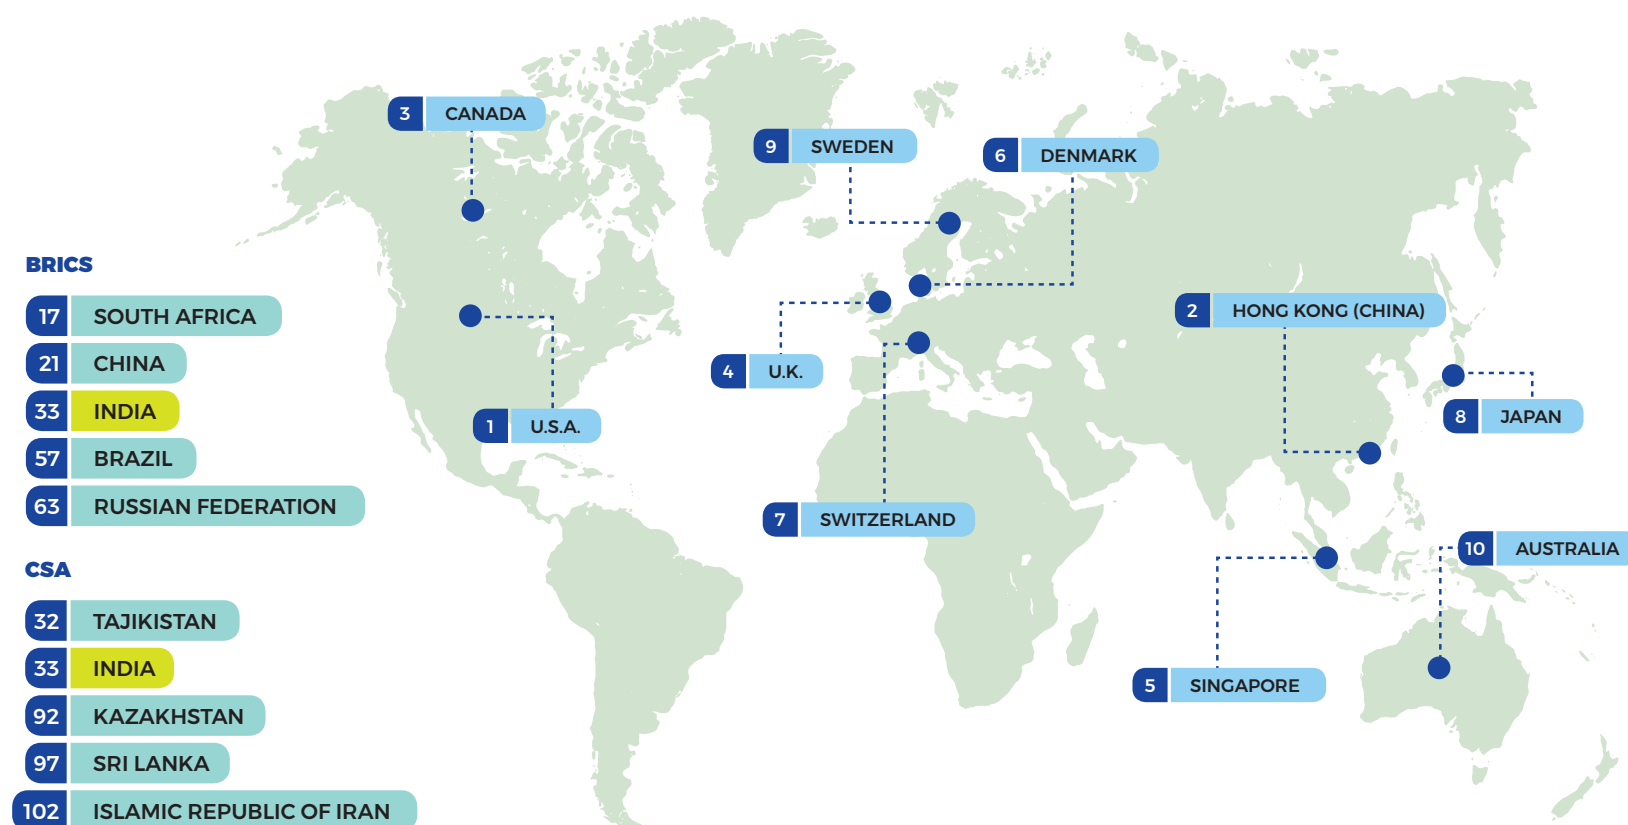 3 CANADA
9 SWEDEN
6 DENMARK
BRICS
17 SOUTH AFRICA
21 CHINA
33 INDIA
57 BRAZIL
63 RUSSIAN FEDERATION
2 HONG KONG (CHINA)
4 U.K.
1 U.S.A.
8 JAPAN
7 SWITZERLAND
10 AUSTRALIA
5 SINGAPORE
CSA
32 TAJIKISTAN
33 INDIA
92 KAZAKHSTAN
97 SRI LANKA
102 ISLAMIC REPUBLIC OF IRAN